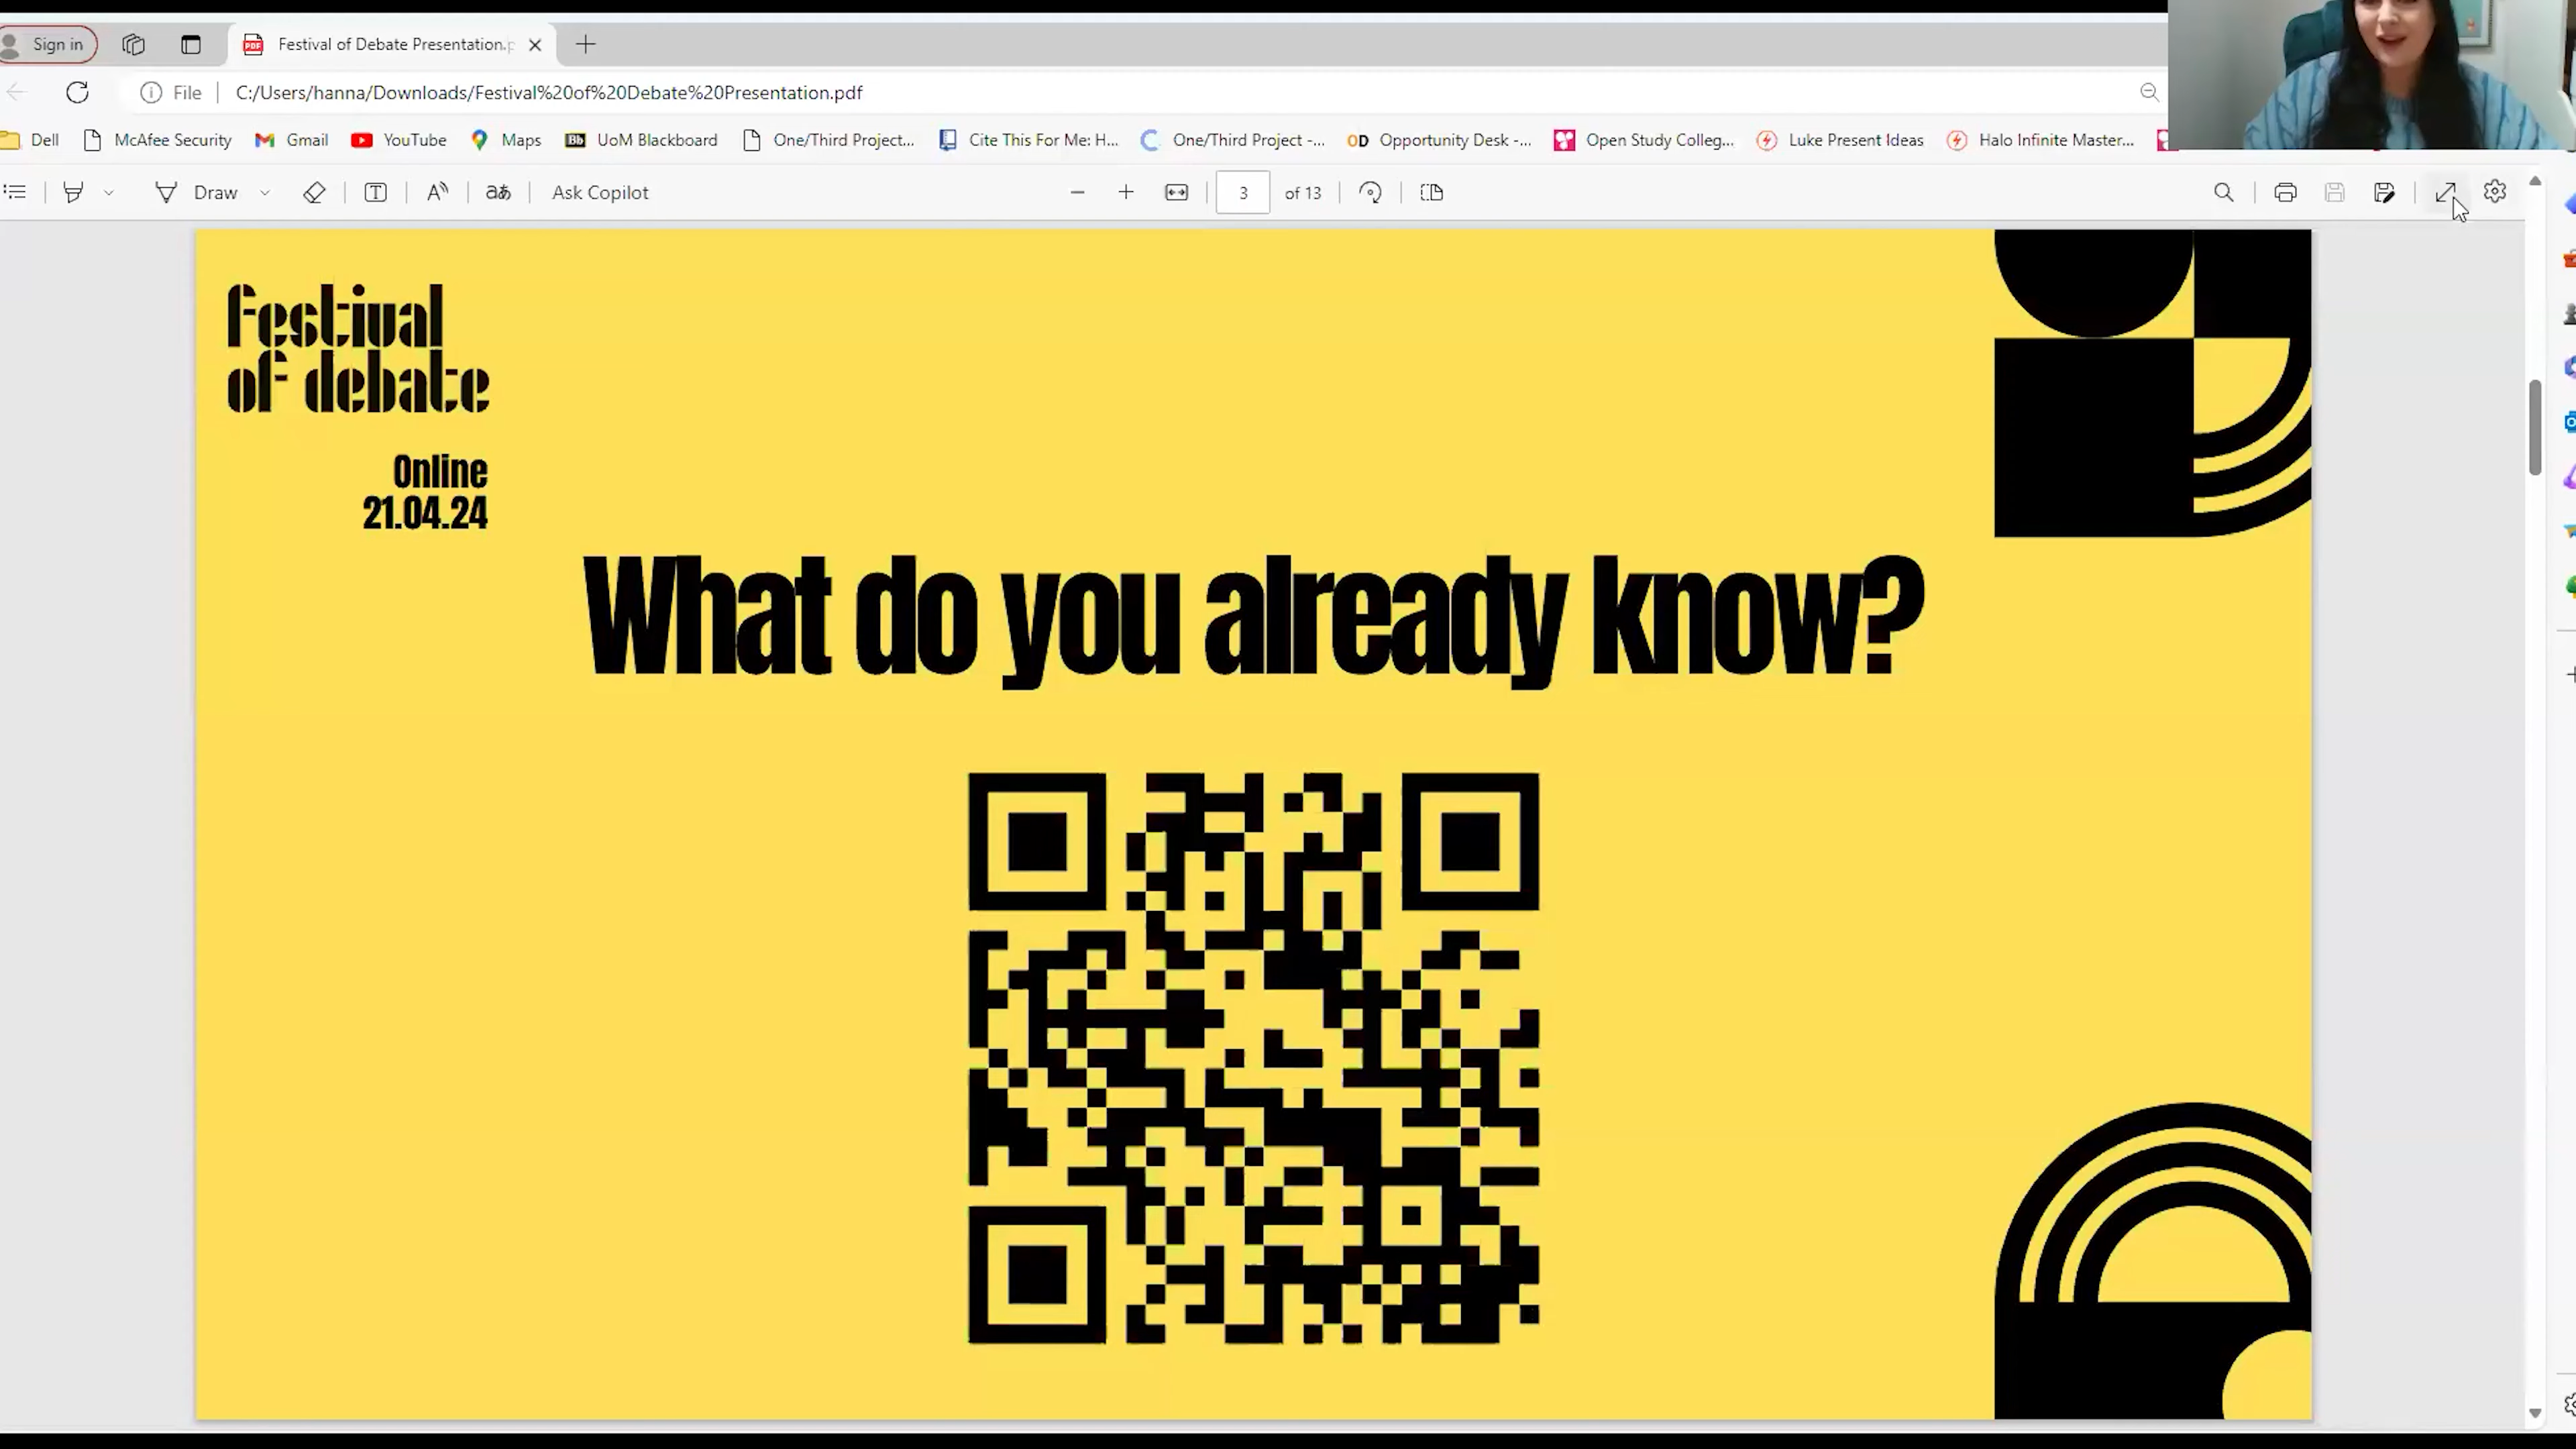 Sign in
Festival of Debate Presentation.p
File
C:/Users/hanna/Downloads/Festival%20of%20Debate%20Presentation.pdf
Dell McAfee Security Gmail YouTube Maps Bb UoM Blackboard One/Third Project... Cite This For Me: H... One/Third Project -... OD Opportunity Desk -... Open Study Colleg... Luke Present Ideas Halo Infinite Master...
Draw Ask Copilot 3 of 13
festival
of debate
Online
21.04.24
What do you already know?